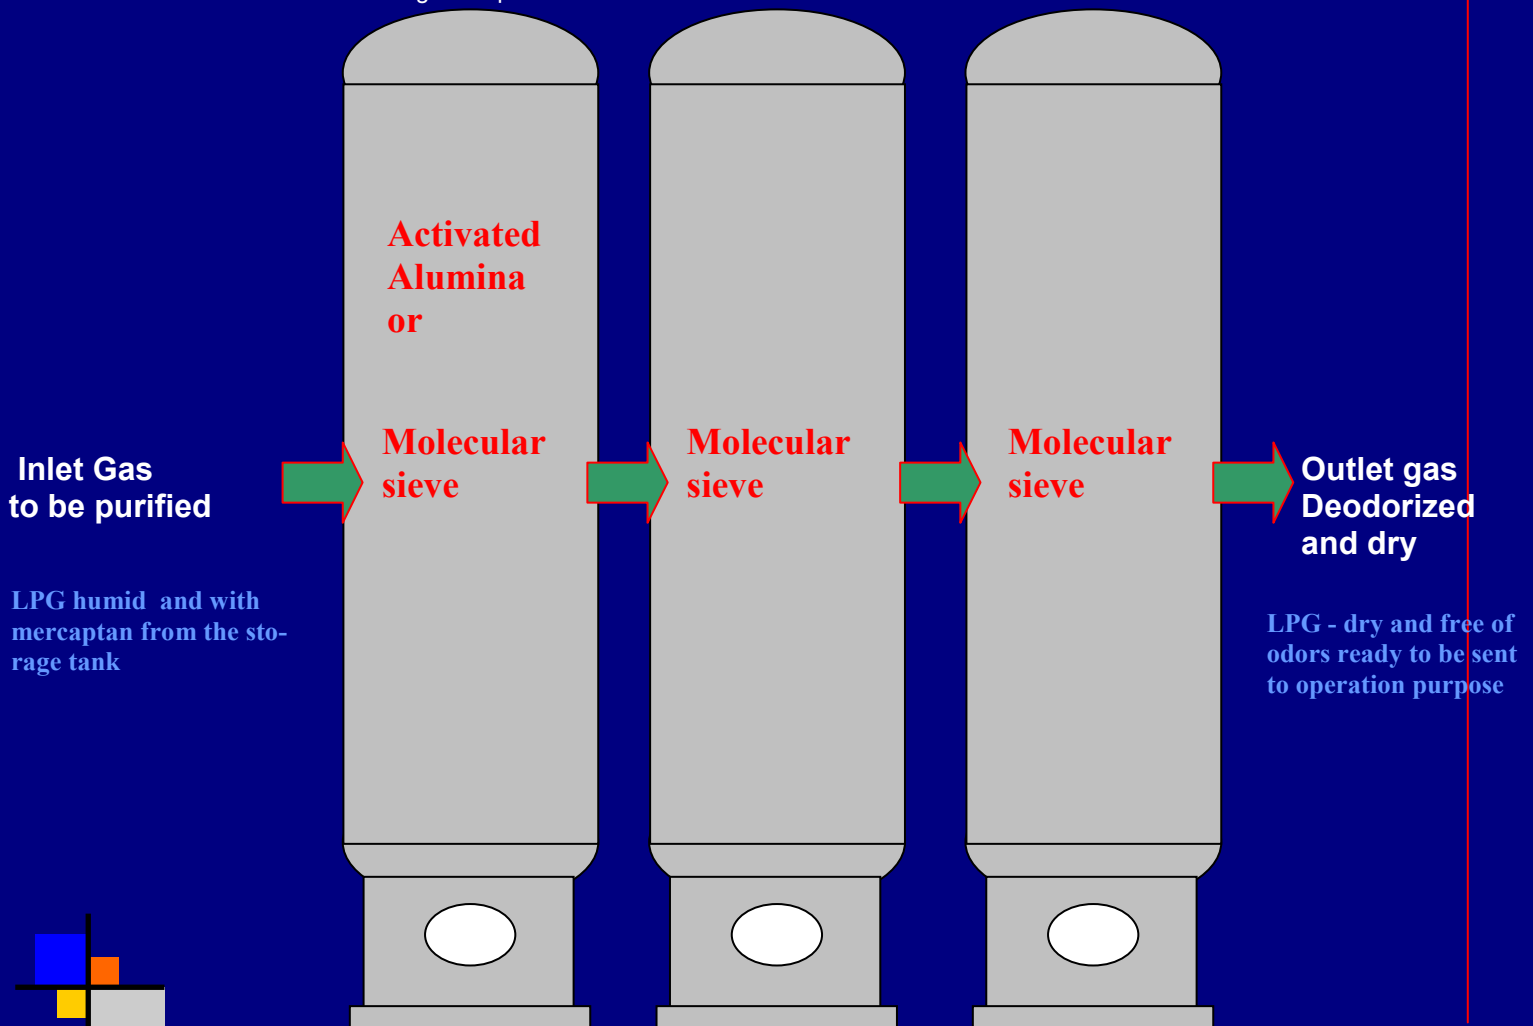 Activated
Alumina
or
Molecular
sieve
Molecular
sieve
Molecular
sieve
Inlet Gas
to be purified
Outlet gas
Deodorized
and dry
LPG humid and with
mercaptan from the sto-
rage tank
LPG - dry and free of
odors ready to be sent
to operation purpose